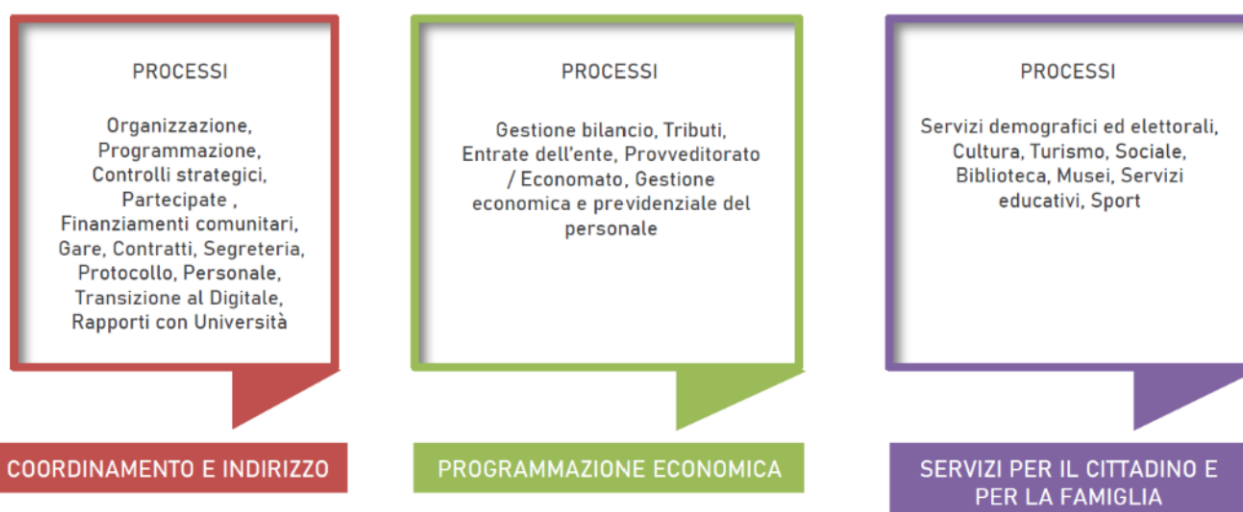 PROCESSI
Organizzazione,
Programmazione,
Controlli strategici,
Partecipate ,
Finanziamenti comunitari,
Gare, Contratti, Segreteria,
Protocollo, Personale,
Transizione al Digitale,
Rapporti con Università
COORDINAMENTO E INDIRIZZO
PROCESSI
Gestione bilancio, Tributi,
Entrate dell'ente, Provveditorato
/ Economato, Gestione
economica e previdenziale del
personale
PROGRAMMAZIONE ECONOMICA
PROCESSI
Servizi demografici ed elettorali,
Cultura, Turismo, Sociale,
Biblioteca, Musei, Servizi
educativi, Sport
SERVIZI PER IL CITTADINO E
PER LA FAMIGLIA